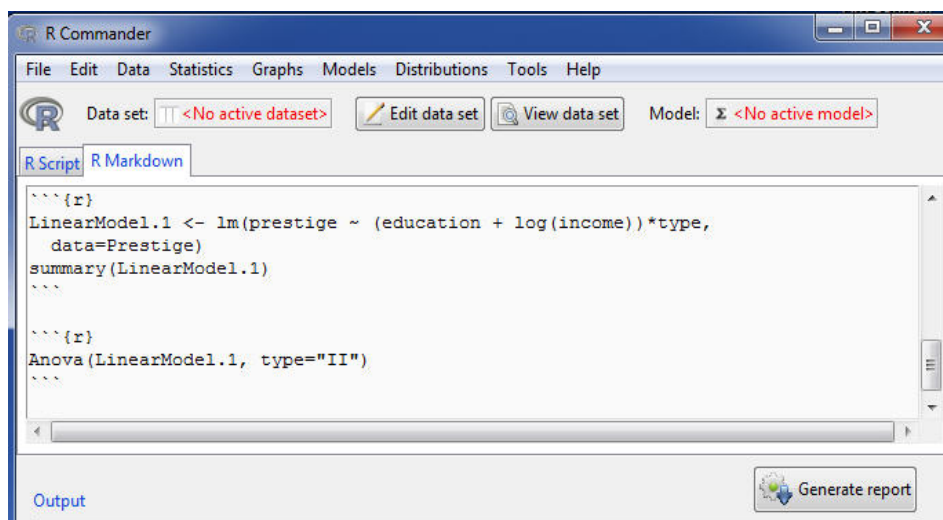 R Commander
File Edit Data Statistics Graphs Models Distributions Tools Help
R Data set: <No active dataset> Edit data set View data set Model: Σ <No active model>
R Script R Markdown
```{r}
LinearModel.1 <- lm(prestige ~ (education + log(income))*type,
  data=Prestige)
summary(LinearModel.1)
```
```{r}
Anova(LinearModel.1, type="II")
```
Output Generate report